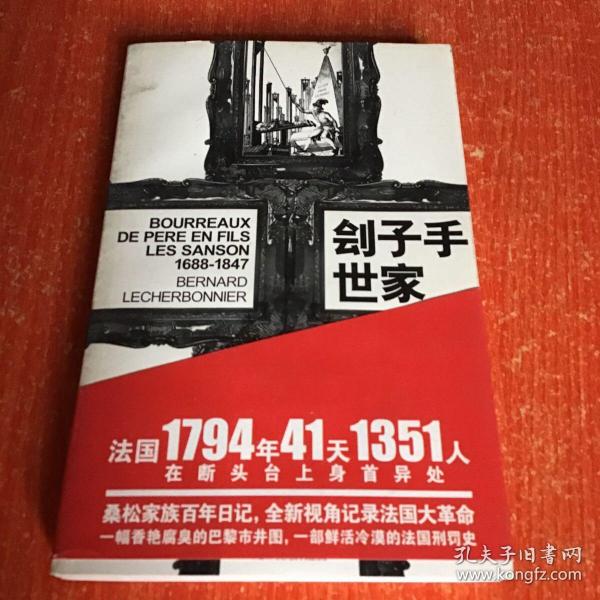 BOURREAUX
DE PERE EN FILS
LES SANSON
1688-1847
BERNARD
LECHERBONNIER
刽子手
世家
法国1794年41天1351人
在断头台上身首异处
桑松家族百年日记,全新视角记录法国大革命
一幅香艳腐臭的巴黎市井图,一部鲜活冷漠的法国刑罚史
孔夫子旧書网
www.kongfz.com